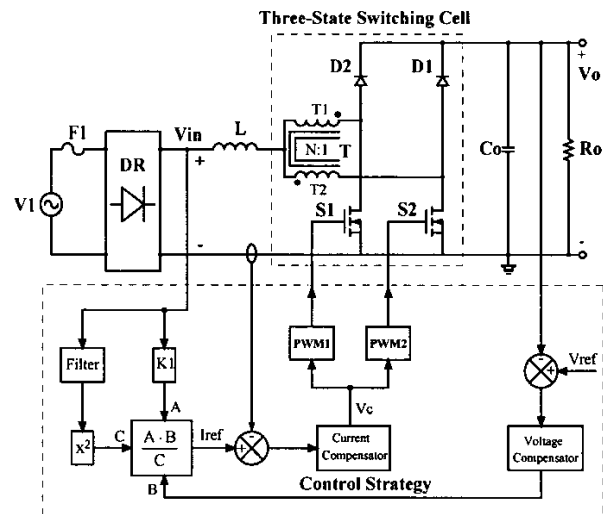 Three-State Switching Cell
D2
D1
+
Vo
T1
F1
Vin
L
DR
+
N:1
T
Co
Ro
V1
T2
S1
S2
-
-
PWM1
PWM2
Filter
K1
-
+
Vref
A
Vc
x²
C
A · B
C
Iref
-
+
Current
Compensator
Voltage
Compensator
B
Control Strategy